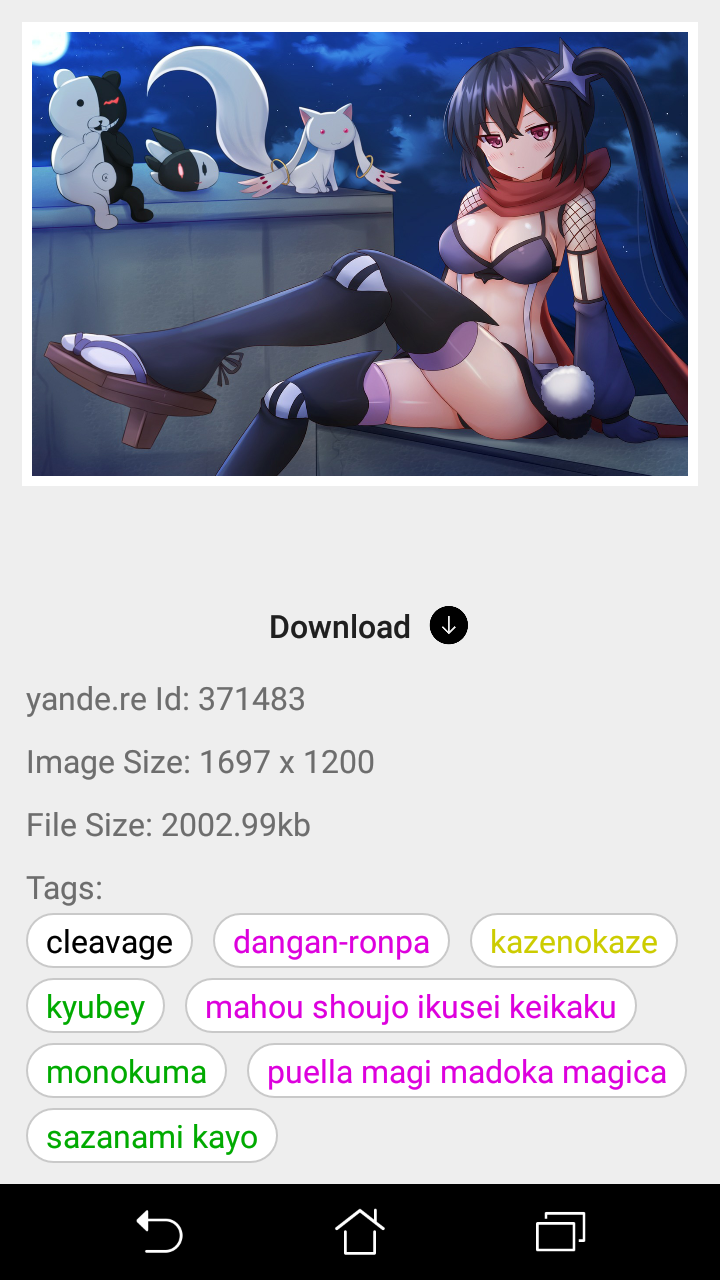 Download
yande.re Id: 371483
Image Size: 1697 x 1200
File Size: 2002.99kb
Tags:
cleavage dangan-ronpa kazenokaze
kyubey mahou shoujo ikusei keikaku
monokuma puella magi madoka magica
sazanami kayo